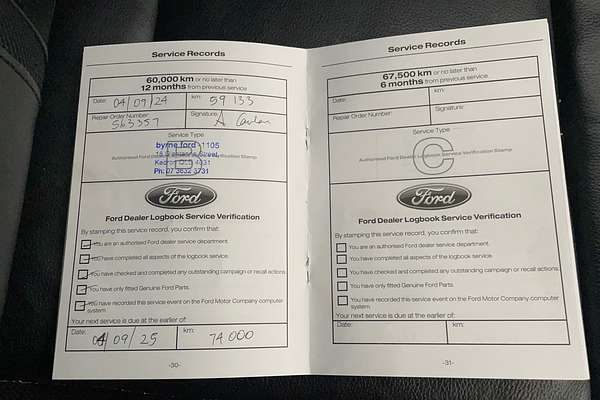 Service Records
60,000 km or no later than
12 months from previous service
Date: 04/09/24 km: 59 133
Repair Order Number: Signature:
563357
Service Type
byrne ford 1105
Ph: 07 3632 3731
Ford
Ford Dealer Logbook Service Verification
By stamping this service record, you confirm that:
You are an authorised Ford dealer service department.
You have completed all aspects of the logbook service.
You have checked and completed any outstanding campaign or recall actions.
You have only fitted Genuine Ford Parts.
You have recorded this service event on the Ford Motor Company computer
system.
Your next service is due at the earlier of:
Date: km:
04/09/25 74 000
-30-
Service Records
67,500 km or no later than
6 months from previous service
Date: km:
Repair Order Number: Signature:
Service Type
C
Authorised Ford Dealer Logbook Service Verification Stamp
Ford
Ford Dealer Logbook Service Verification
By stamping this service record, you confirm that:
You are an authorised Ford dealer service department.
You have completed all aspects of the logbook service.
You have checked and completed any outstanding campaign or recall actions.
You have only fitted Genuine Ford Parts.
You have recorded this service event on the Ford Motor Company computer
system.
Your next service is due at the earlier of:
Date: km:
-31-